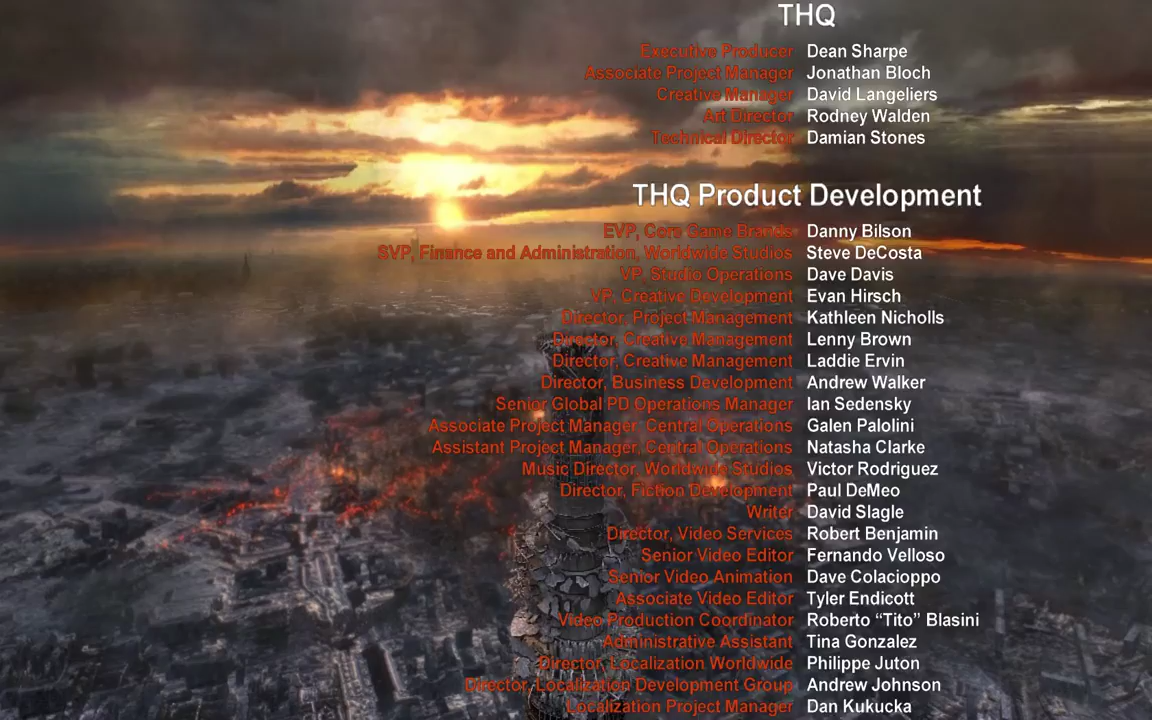 THQ
Executive Producer Dean Sharpe
Associate Project Manager Jonathan Bloch
Creative Manager David Langeliers
Art Director Rodney Walden
Technical Director Damian Stones
THQ Product Development
EVP, Core Game Brands Danny Bilson
SVP, Finance and Administration, Worldwide Studios Steve DeCosta
VP, Studio Operations Dave Davis
VP, Creative Development Evan Hirsch
Director, Project Management Kathleen Nicholls
Director, Creative Management Lenny Brown
Director, Creative Management Laddie Ervin
Director, Business Development Andrew Walker
Senior Global PD Operations Manager Ian Sedensky
Associate Project Manager, Central Operations Galen Palolini
Assistant Project Manager, Central Operations Natasha Clarke
Music Director, Worldwide Studios Victor Rodriguez
Director, Fiction Development Paul DeMeo
Writer David Slagle
Director, Video Services Robert Benjamin
Senior Video Editor Fernando Velloso
Senior Video Animation Dave Colacioppo
Associate Video Editor Tyler Endicott
Video Production Coordinator Roberto “Tito” Blasini
Administrative Assistant Tina Gonzalez
Director, Localization Worldwide Philippe Juton
Director, Localization Development Group Andrew Johnson
Localization Project Manager Dan Kukucka